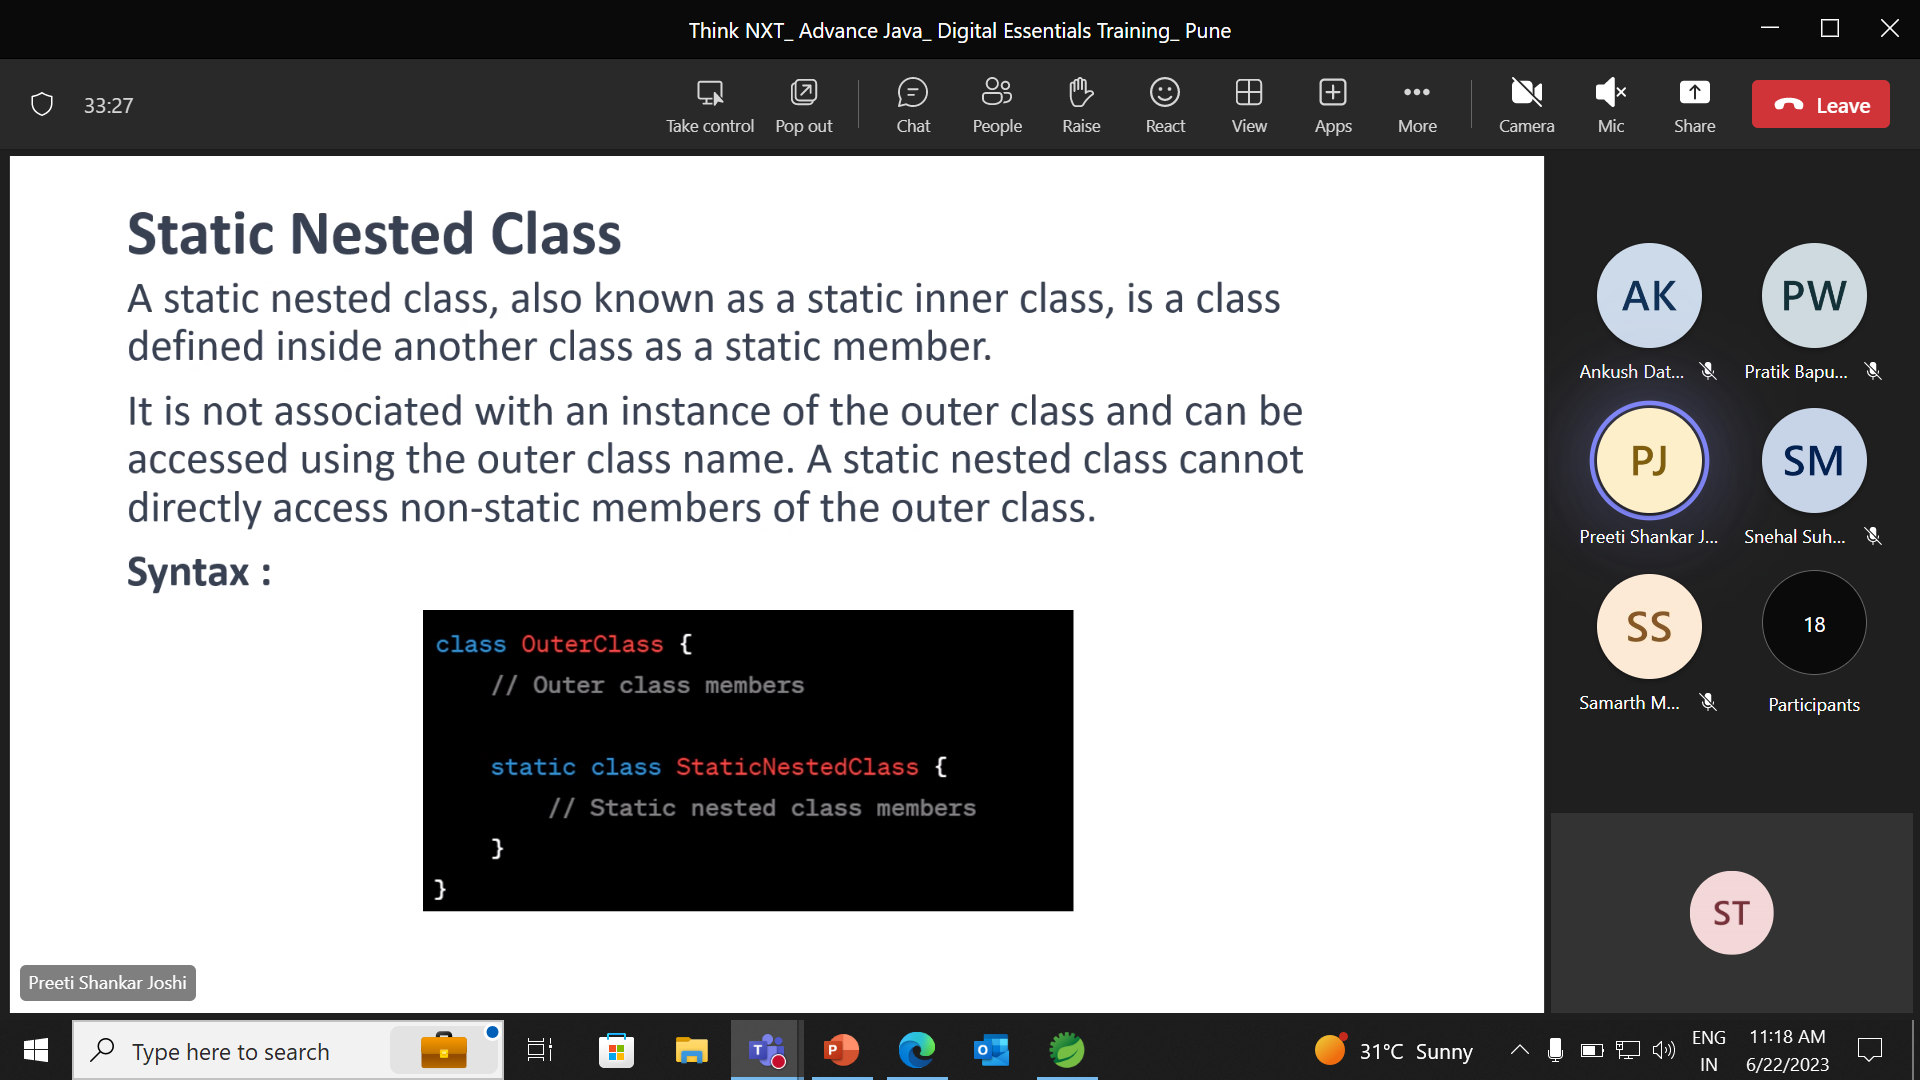 Think NXT_ Advance Java_ Digital Essentials Training_ Pune
33:27
Take control
Pop out
Chat
People
Raise
React
View
Apps
More
Camera
Mic
Share
Leave
Static Nested Class
A static nested class, also known as a static inner class, is a class
defined inside another class as a static member.
It is not associated with an instance of the outer class and can be
accessed using the outer class name. A static nested class cannot
directly access non-static members of the outer class.
Syntax :
class OuterClass {
// Outer class members
static class StaticNestedClass {
// Static nested class members
}
}
Preeti Shankar Joshi
AK
Ankush Dat...
PW
Pratik Bapu...
PJ
Preeti Shankar J...
SM
Snehal Suh...
SS
Samarth M...
18
Participants
ST
Type here to search
31°C Sunny
ENG
IN
11:18 AM
6/22/2023